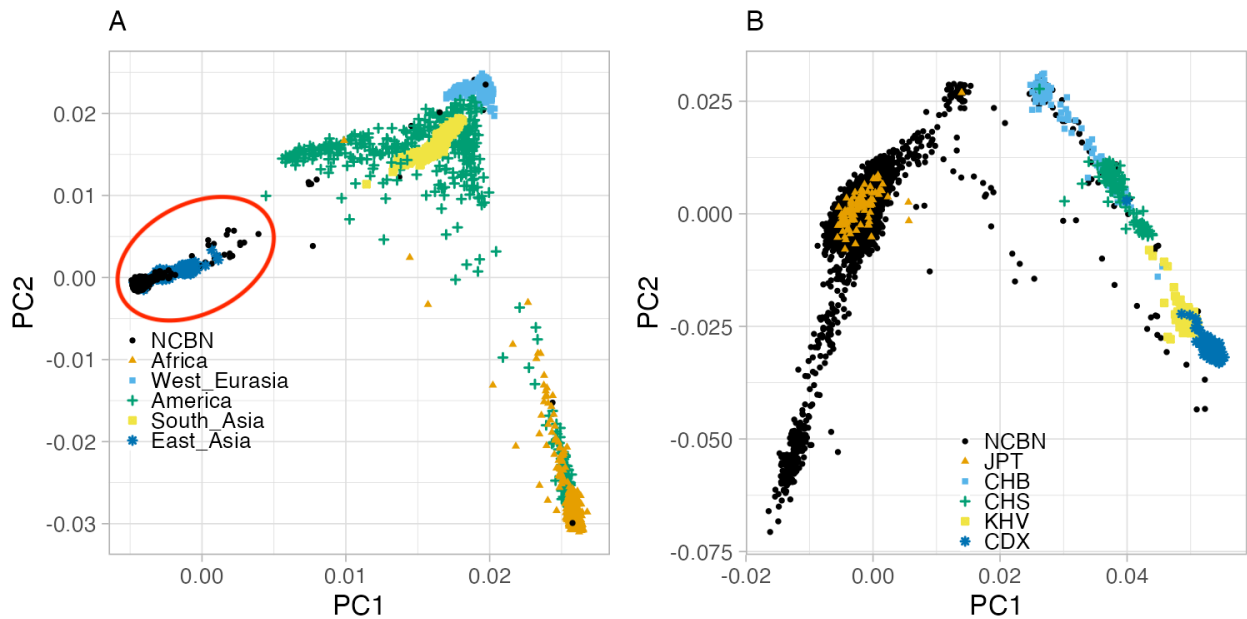 A
B
0.02
0.01
0.00
-0.01
-0.02
-0.03
PC2
NCBN
Africa
West_Eurasia
America
South_Asia
East_Asia
0.00
0.01
0.02
PC1
0.025
0.000
-0.025
-0.050
-0.075
PC2
NCBN
JPT
CHB
CHS
KHV
CDX
-0.02
0.00
0.02
0.04
PC1